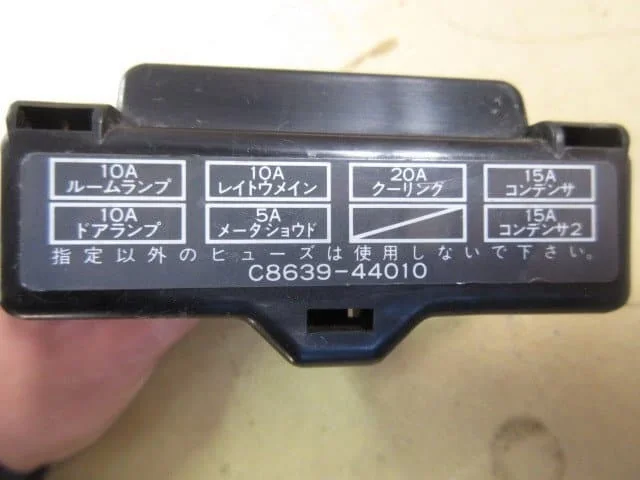 10A 10A 20A 15A
ルームランプ レイトウメイン クーリング コンデンサ
10A 5A 15A
ドアランプ メータショウド コンデンサ2
指定以外のヒューズは使用しないで下さい。
C8639-44010